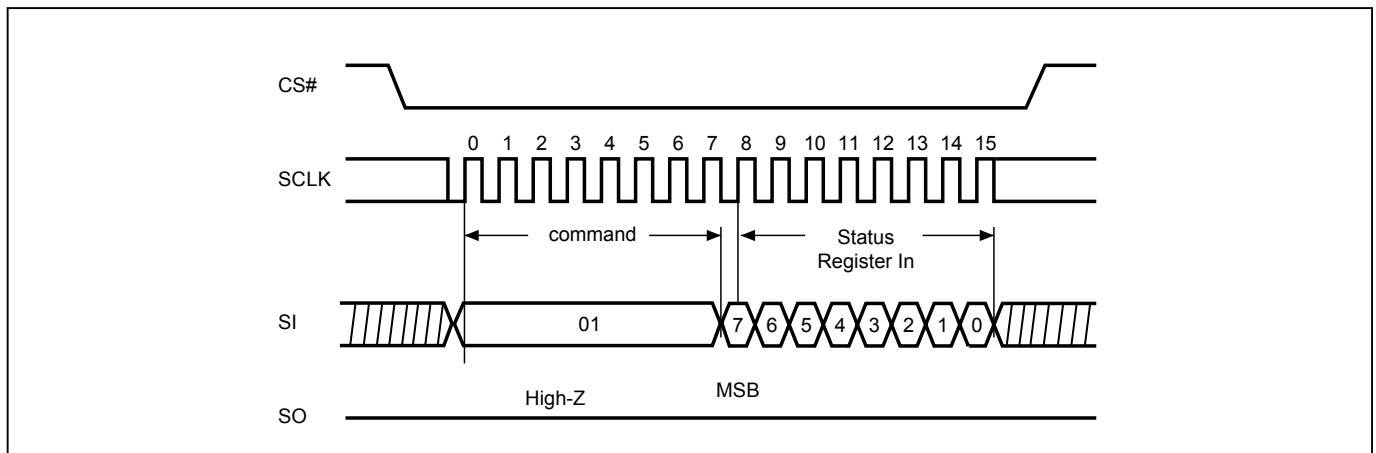 CS#
0 1 2 3 4 5 6 7 8 9 10 11 12 13 14 15
SCLK
command
Status
Register In
SI
01
7 6 5 4 3 2 1 0
High-Z
MSB
SO